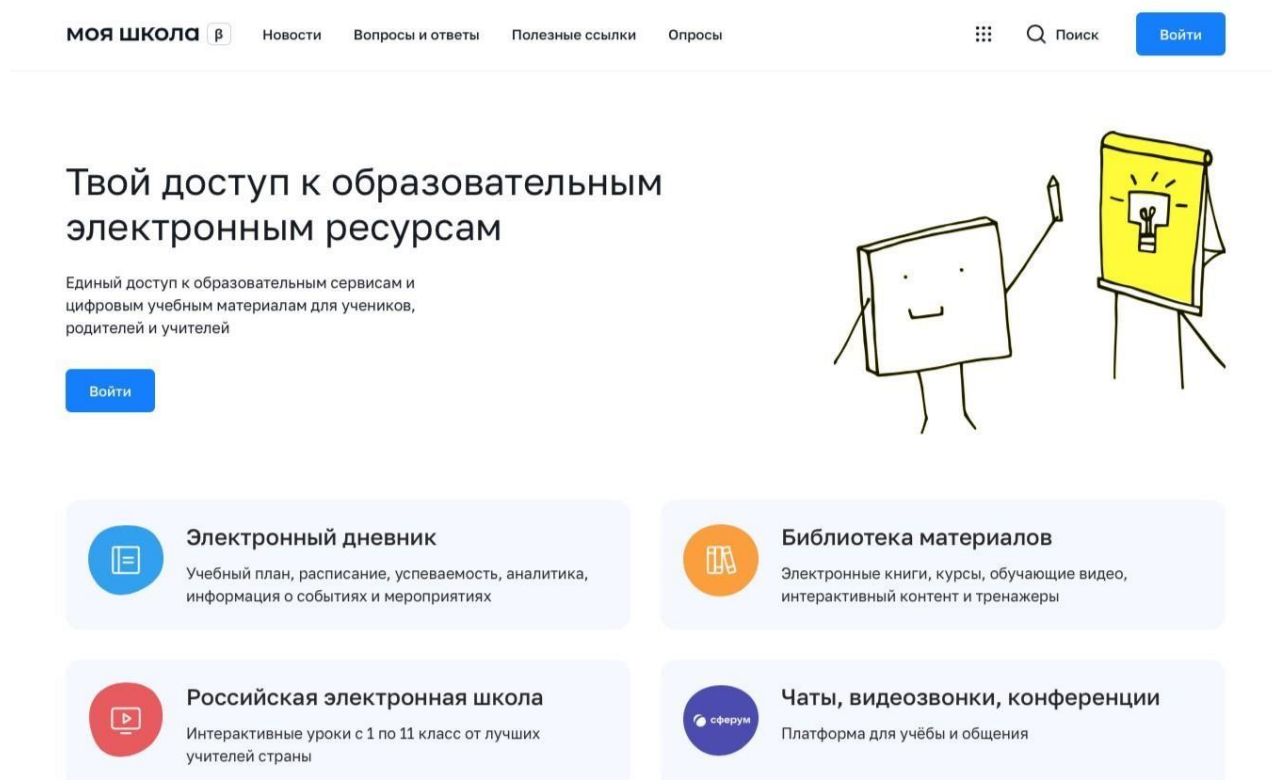 МОЯ ШКОЛА β
Новости
Вопросы и ответы
Полезные ссылки
Опросы
Поиск
Войти
Твой доступ к образовательным
электронным ресурсам
Единый доступ к образовательным сервисам и
цифровым учебным материалам для учеников,
родителей и учителей
Войти
Электронный дневник
Учебный план, расписание, успеваемость, аналитика,
информация о событиях и мероприятиях
Библиотека материалов
Электронные книги, курсы, обучающие видео,
интерактивный контент и тренажеры
Российская электронная школа
Интерактивные уроки с 1 по 11 класс от лучших
учителей страны
сферум
Чаты, видеозвонки, конференции
Платформа для учёбы и общения